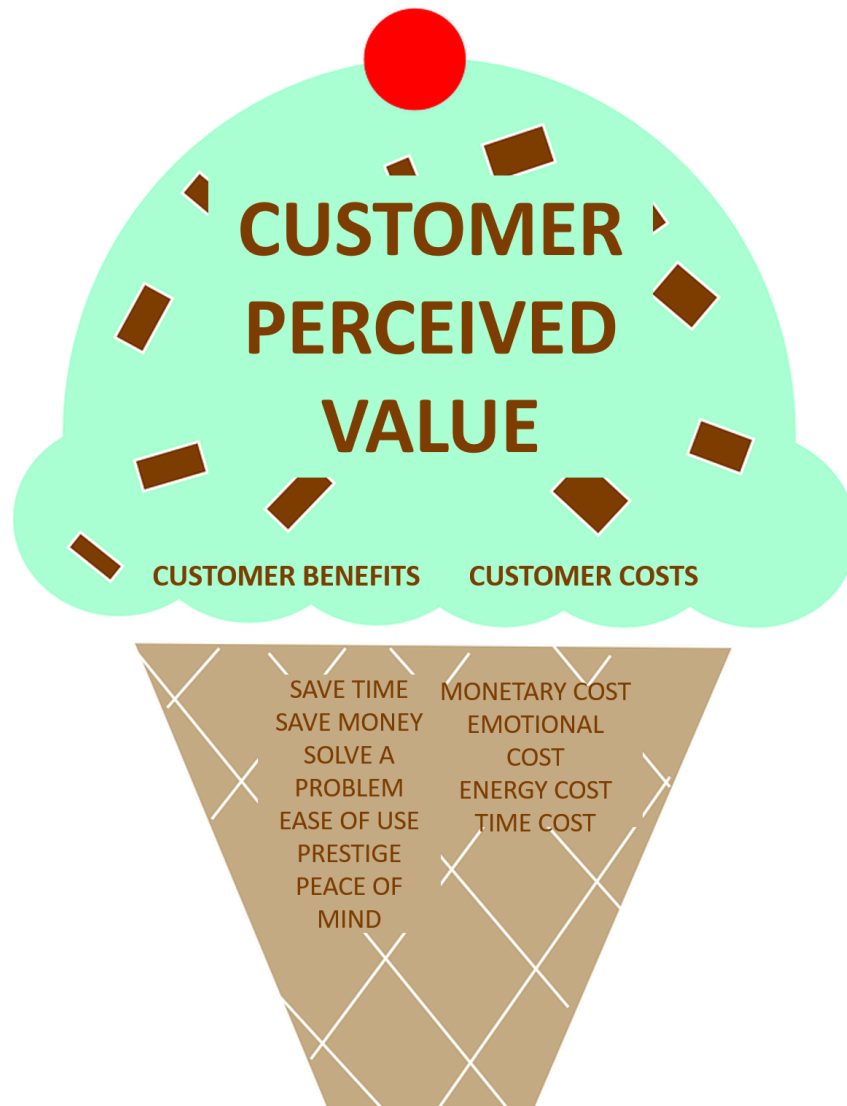 CUSTOMER
PERCEIVED
VALUE
CUSTOMER BENEFITS
CUSTOMER COSTS
SAVE TIME
SAVE MONEY
SOLVE A
PROBLEM
EASE OF USE
PRESTIGE
PEACE OF
MIND
MONETARY COST
EMOTIONAL
COST
ENERGY COST
TIME COST